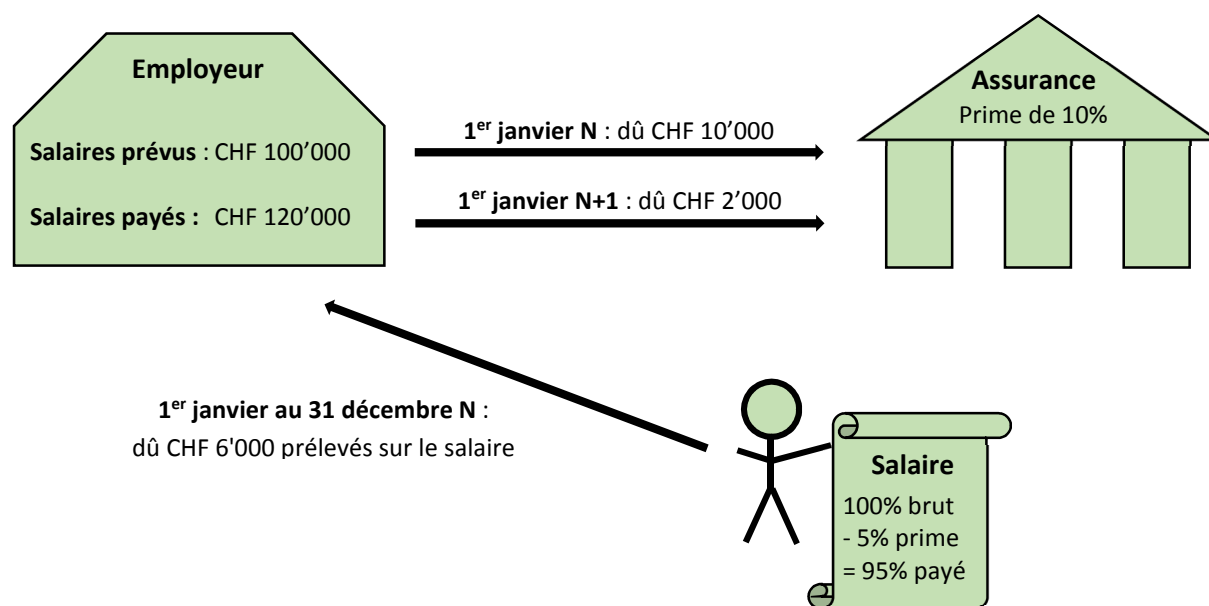 Employeur
Salaires prévus : CHF 100’000
Salaires payés : CHF 120’000
1er janvier N : dû CHF 10’000
1er janvier N+1 : dû CHF 2’000
Assurance
Prime de 10%
1er janvier au 31 décembre N :
dû CHF 6'000 prélevés sur le salaire
Salaire
100% brut
- 5% prime
= 95% payé